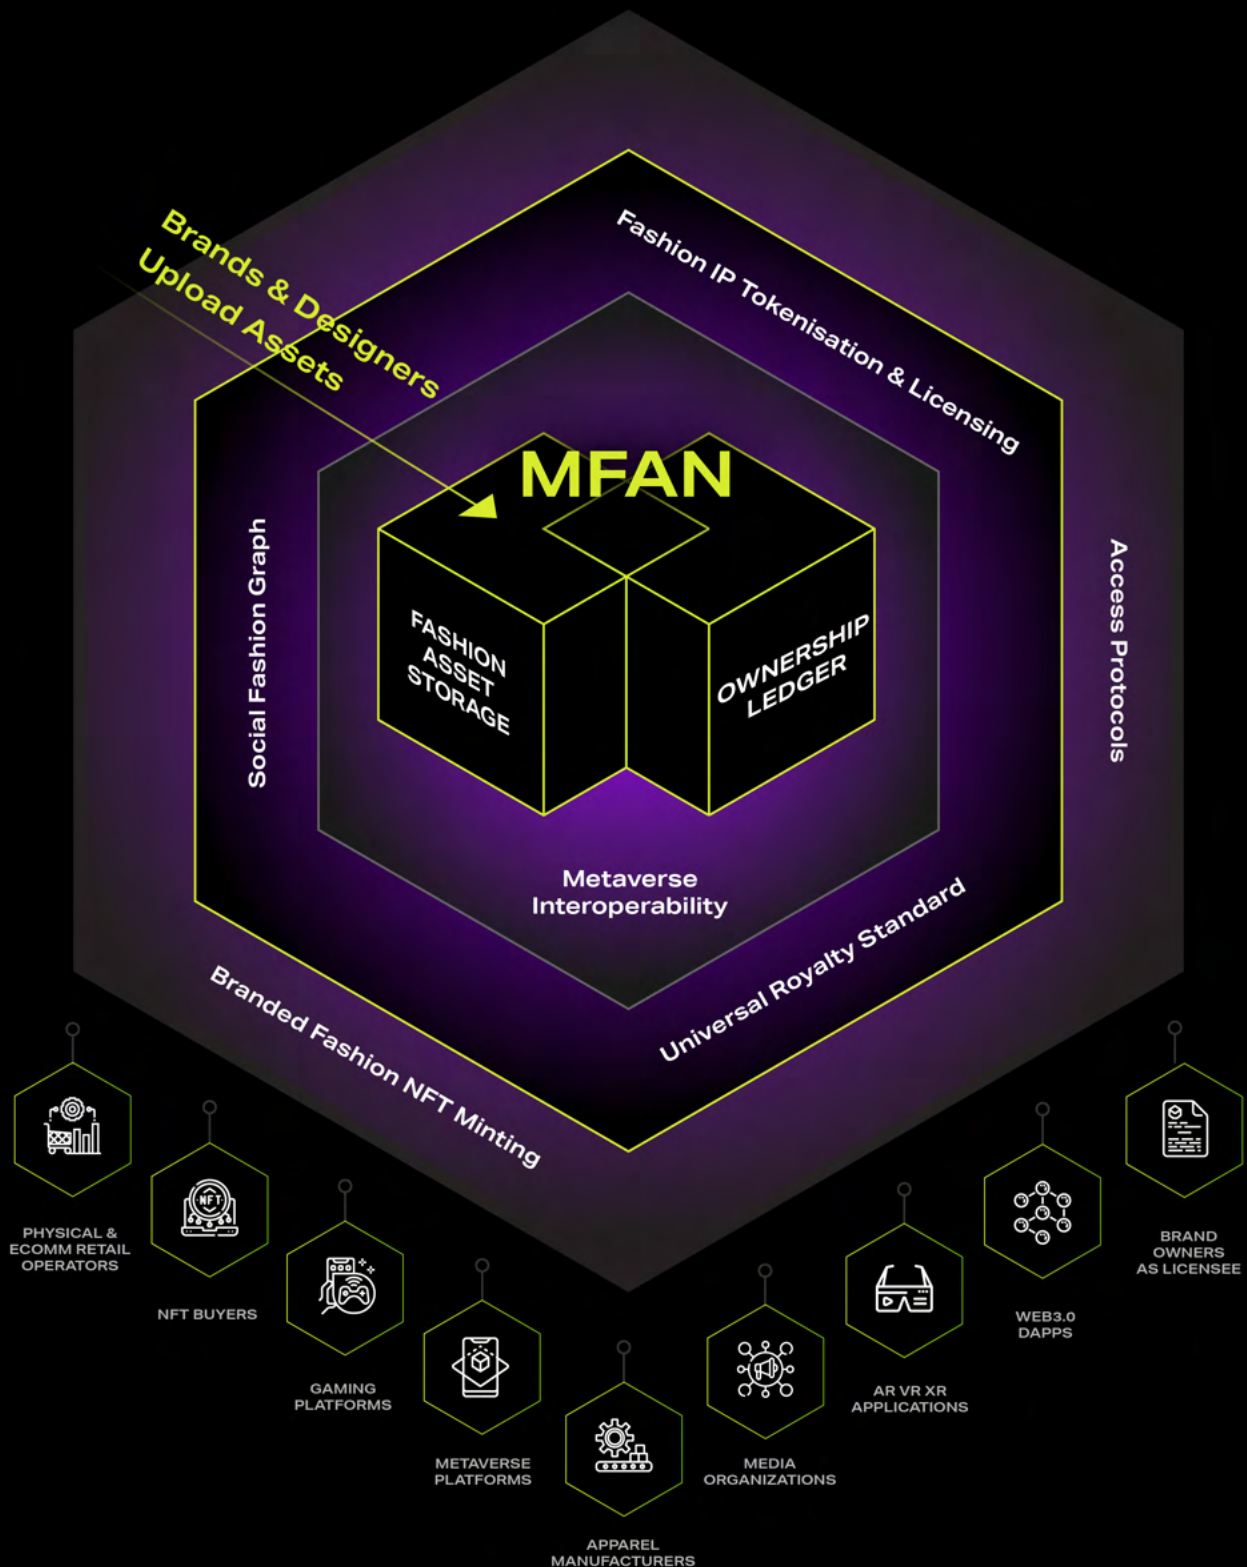 Brands & Designers
Upload Assets
Fashion IP Tokenisation & Licensing
MFAN
FASHION
ASSET
STORAGE
OWNERSHIP
LEDGER
Social Fashion Graph
Access Protocols
Metaverse
Interoperability
Universal Royalty Standard
Branded Fashion NFT Minting
PHYSICAL &
ECOMM RETAIL
OPERATORS
NFT
NFT BUYERS
GAMING
PLATFORMS
METAVERSE
PLATFORMS
APPAREL
MANUFACTURERS
MEDIA
ORGANIZATIONS
AR VR XR
APPLICATIONS
WEB3.0
DAPPS
BRAND
OWNERS
AS LICENSEE